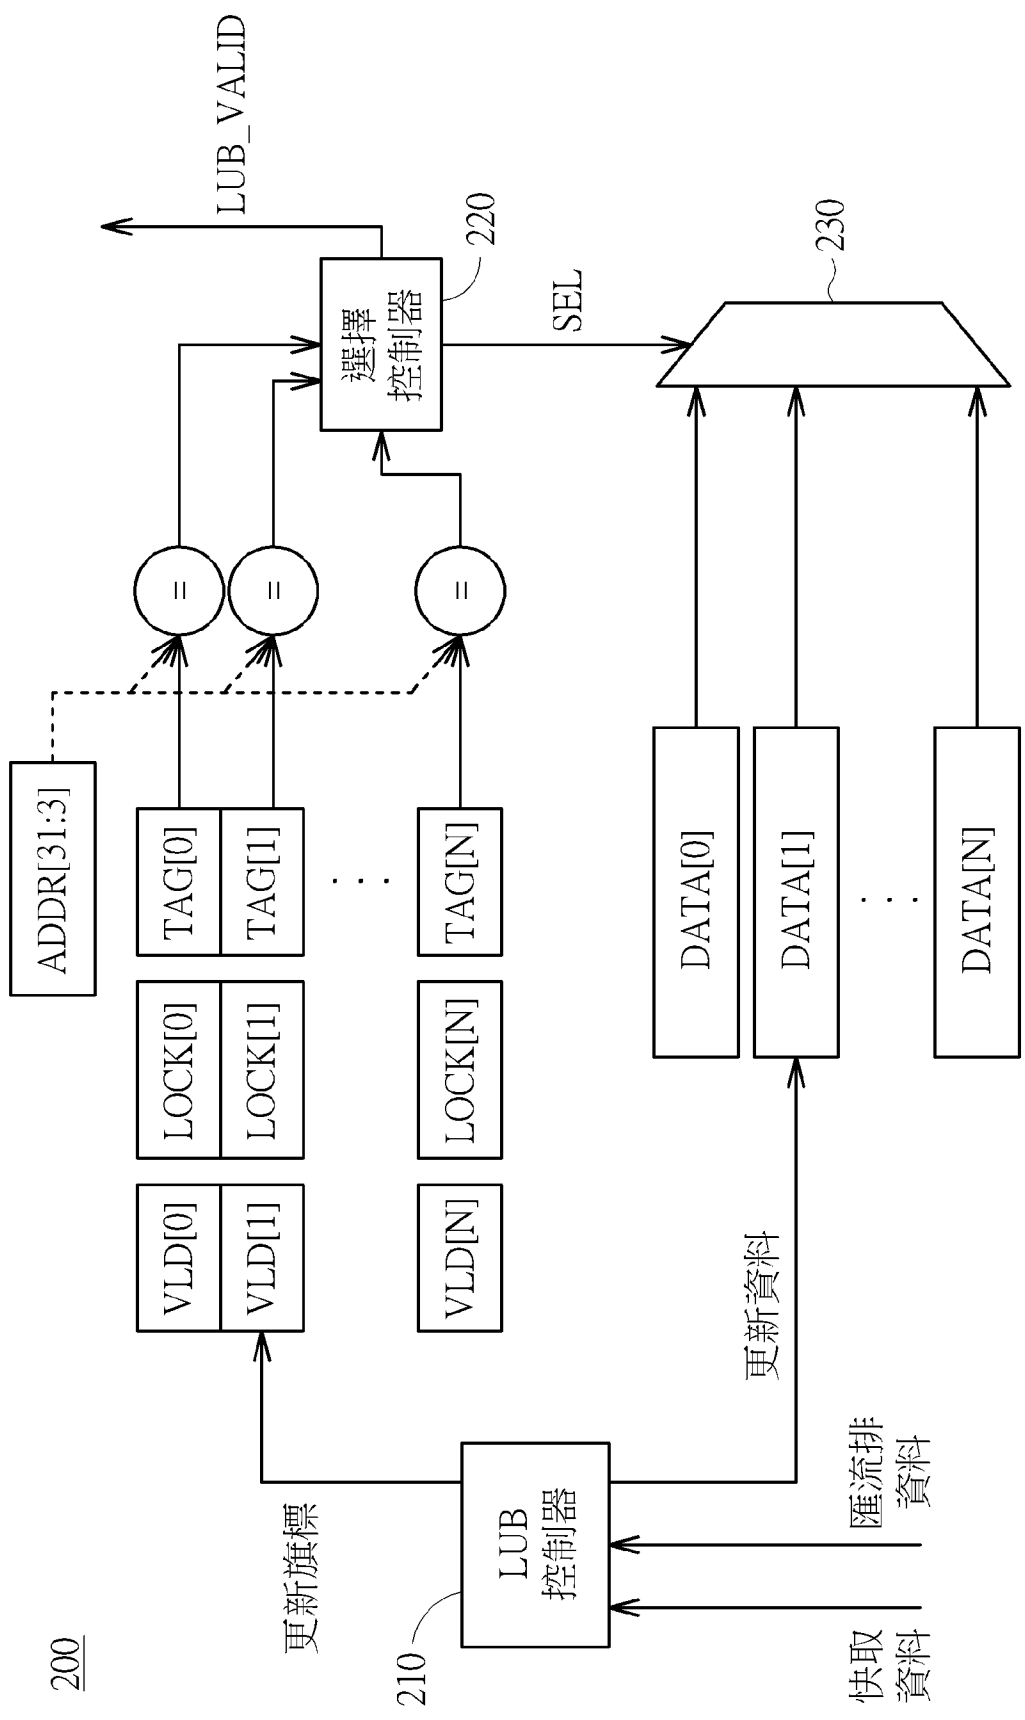 200
ADDR[31:3]
LUB_VALID
VLD[0]
LOCK[0]
TAG[0]
=
VLD[1]
LOCK[1]
TAG[1]
=
. . .
選擇
控制器
220
更新旗標
VLD[N]
LOCK[N]
TAG[N]
=
210
LUB
控制器
SEL
DATA[0]
更新資料
DATA[1]
230
. . .
快取
資料
匯流排
資料
DATA[N]